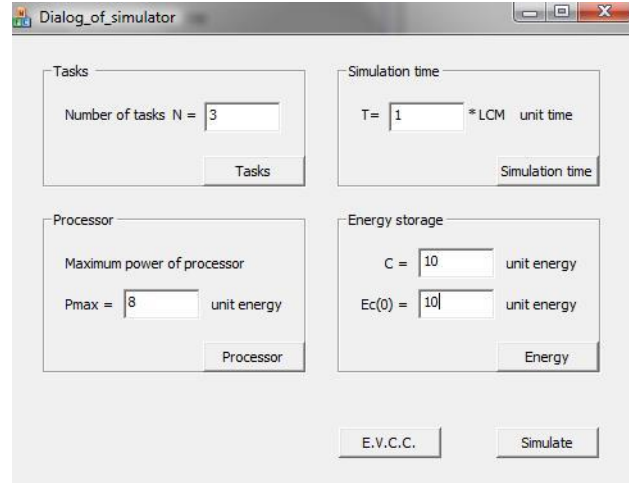 Dialog_of_simulator
Tasks
Number of tasks N = 3
Tasks
Simulation time
T= 1 * LCM unit time
Simulation time
Processor
Maximum power of processor
Pmax = 8 unit energy
Processor
Energy storage
C = 10 unit energy
Ec(0) = 10 unit energy
Energy
E.V.C.C.
Simulate